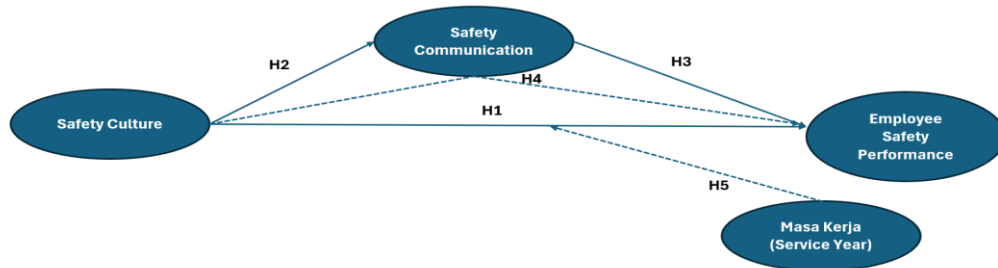 Safety
Communication
H2
H3
H4
Safety Culture
H1
Employee
Safety
Performance
H5
Masa Kerja
(Service Year)